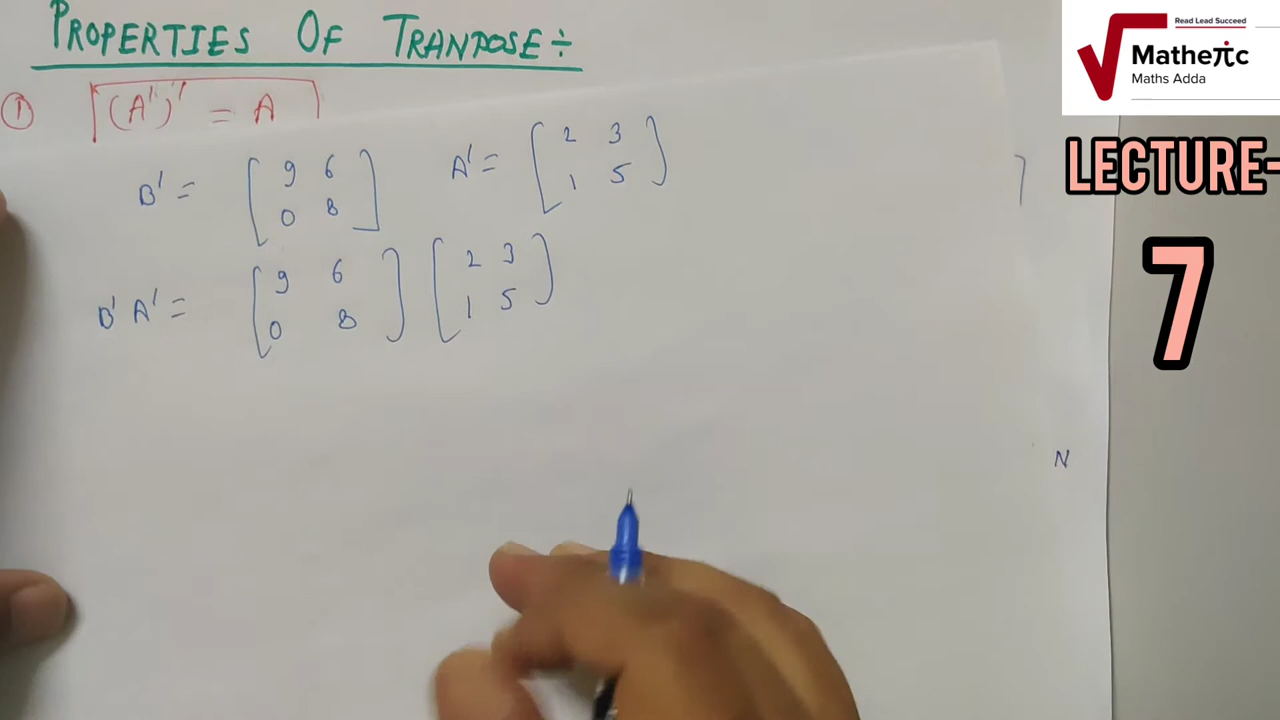 PROPERTIES OF TRANPOSE ÷
① (A')' = A
B' = [ 9 6 A' = [ 2 3
0 8 ] 1 5 ]
B' A' = [ 9 6 ] [ 2 3 ]
0 8 1 5
N
Read Lead Succeed
Matheπc
Maths Adda
LECTURE-
7